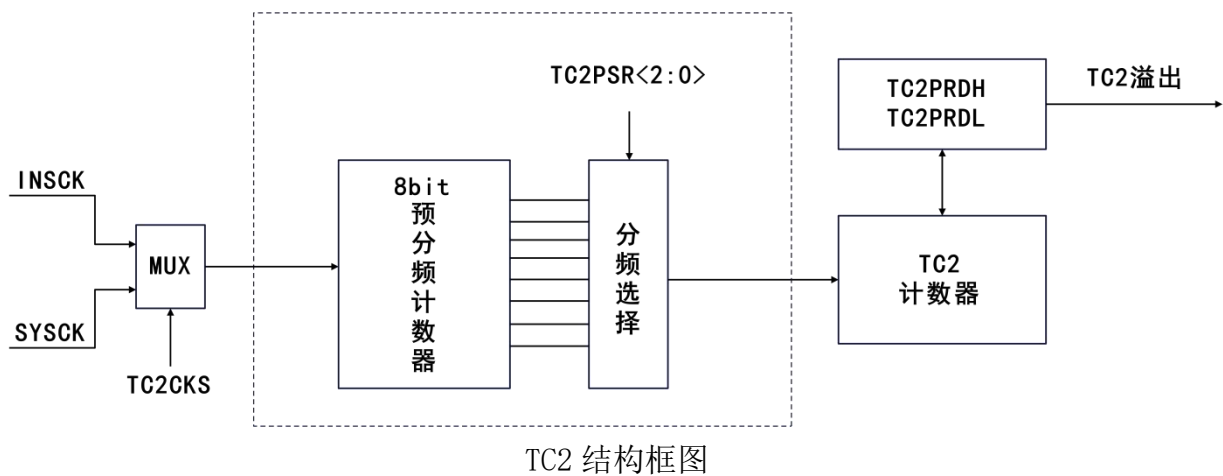 TC2PSR<2:0>
TC2PRDH
TC2PRDL
TC2溢出
INSCK
MUX
SYSCK
TC2CKS
8bit
预
分
频
计
数
器
分
频
选
择
TC2
计数器
TC2 结构框图